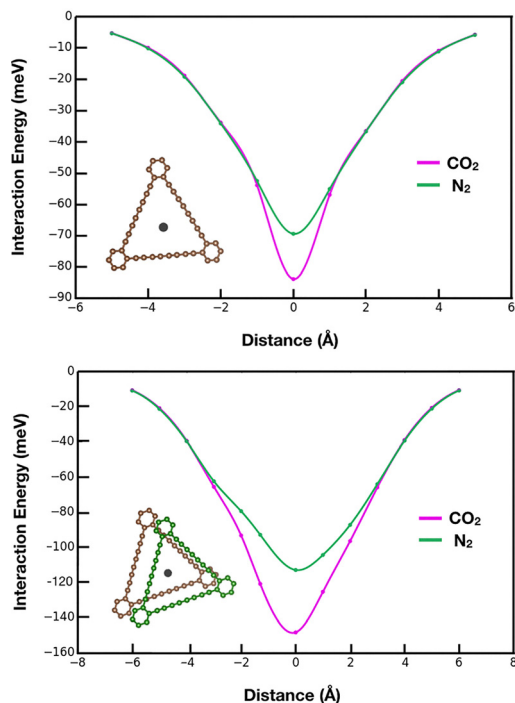 0
−10
−20
−30
−40
−50
−60
−70
−80
−90
Interaction Energy (meV)
CO2
N2
−6 −4 −2 0 2 4 6
Distance (Å)
0
−20
−40
−60
−80
−100
−120
−140
−160
Interaction Energy (meV)
CO2
N2
−8 −6 −4 −2 0 2 4 6 8
Distance (Å)